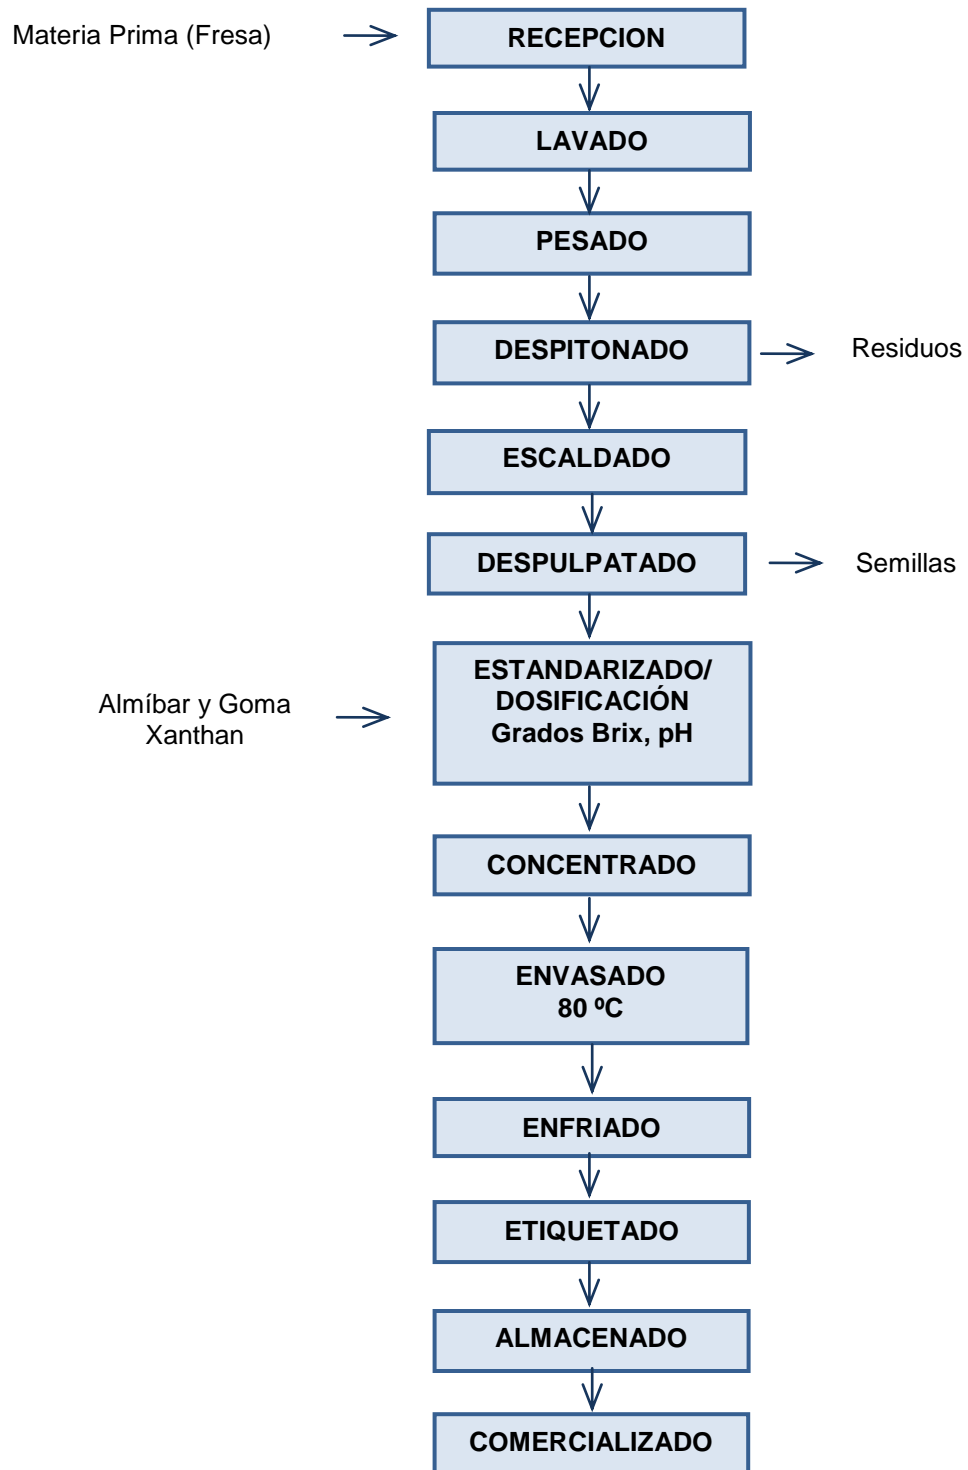 Materia Prima (Fresa)
RECEPCION
LAVADO
PESADO
DESPITONADO
Residuos
ESCALDADO
DESPULPATADO
Semillas
Almíbar y Goma
Xanthan
ESTANDARIZADO/
DOSIFICACIÓN
Grados Brix, pH
CONCENTRADO
ENVASADO
80 ºC
ENFRIADO
ETIQUETADO
ALMACENADO
COMERCIALIZADO